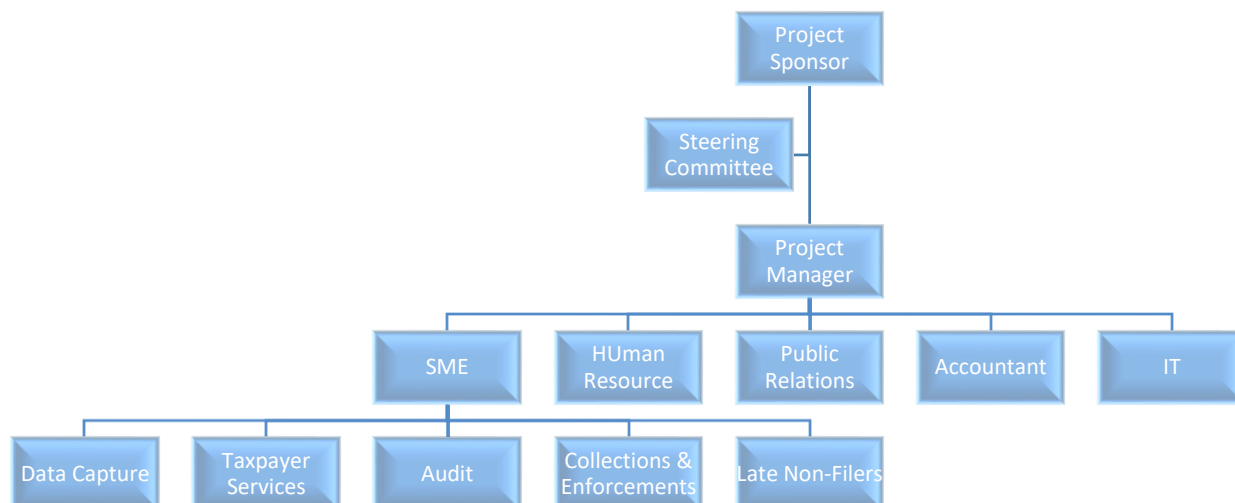 Project
Sponsor
Steering
Committee
Project
Manager
SME
HUman
Resource
Public
Relations
Accountant
IT
Data Capture
Taxpayer
Services
Audit
Collections &
Enforcements
Late Non-Filers